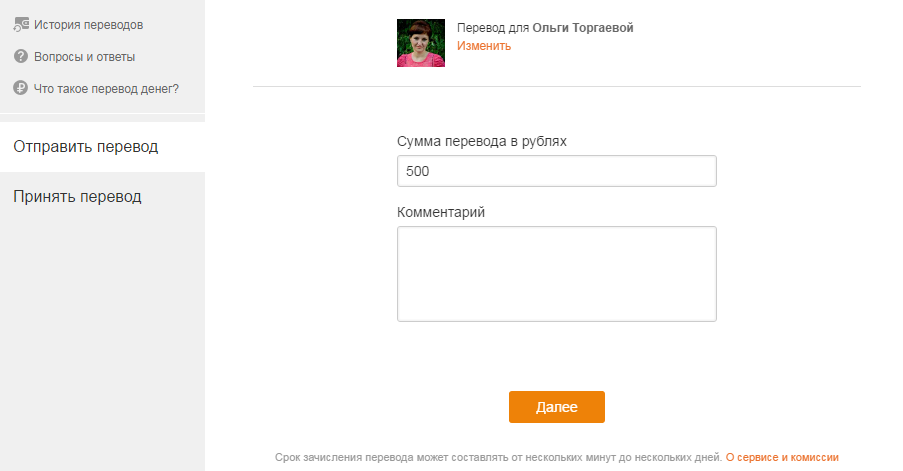 История переводов
Вопросы и ответы
Что такое перевод денег?
Отправить перевод
Принять перевод
Перевод для Ольги Торгаевой
Изменить
Сумма перевода в рублях
500
Комментарий
Далее
Срок зачисления перевода может составлять от нескольких минут до нескольких дней. О сервисе и комиссии